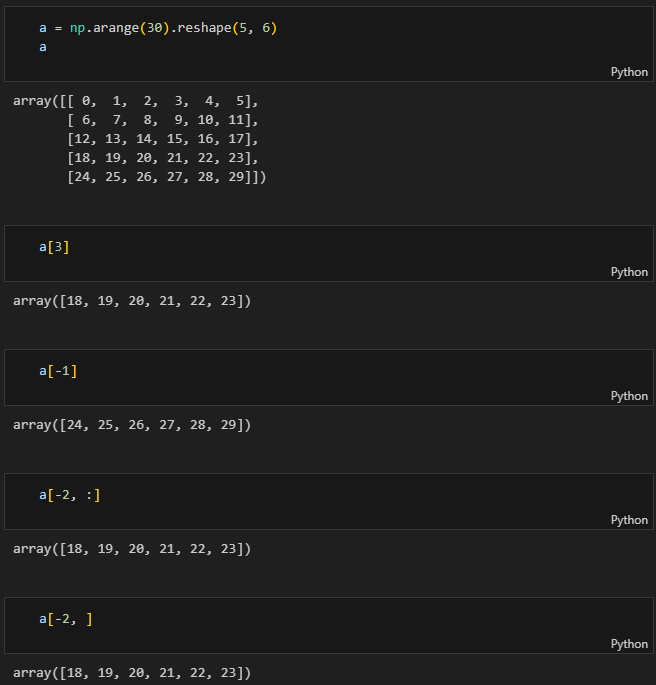 a = np.arange(30).reshape(5, 6)
a
Python
array([[ 0,  1,  2,  3,  4,  5],
       [ 6,  7,  8,  9, 10, 11],
       [12, 13, 14, 15, 16, 17],
       [18, 19, 20, 21, 22, 23],
       [24, 25, 26, 27, 28, 29]])
a[3]
Python
array([18, 19, 20, 21, 22, 23])
a[-1]
Python
array([24, 25, 26, 27, 28, 29])
a[-2, :]
Python
array([18, 19, 20, 21, 22, 23])
a[-2, ]
Python
array([18, 19, 20, 21, 22, 23])